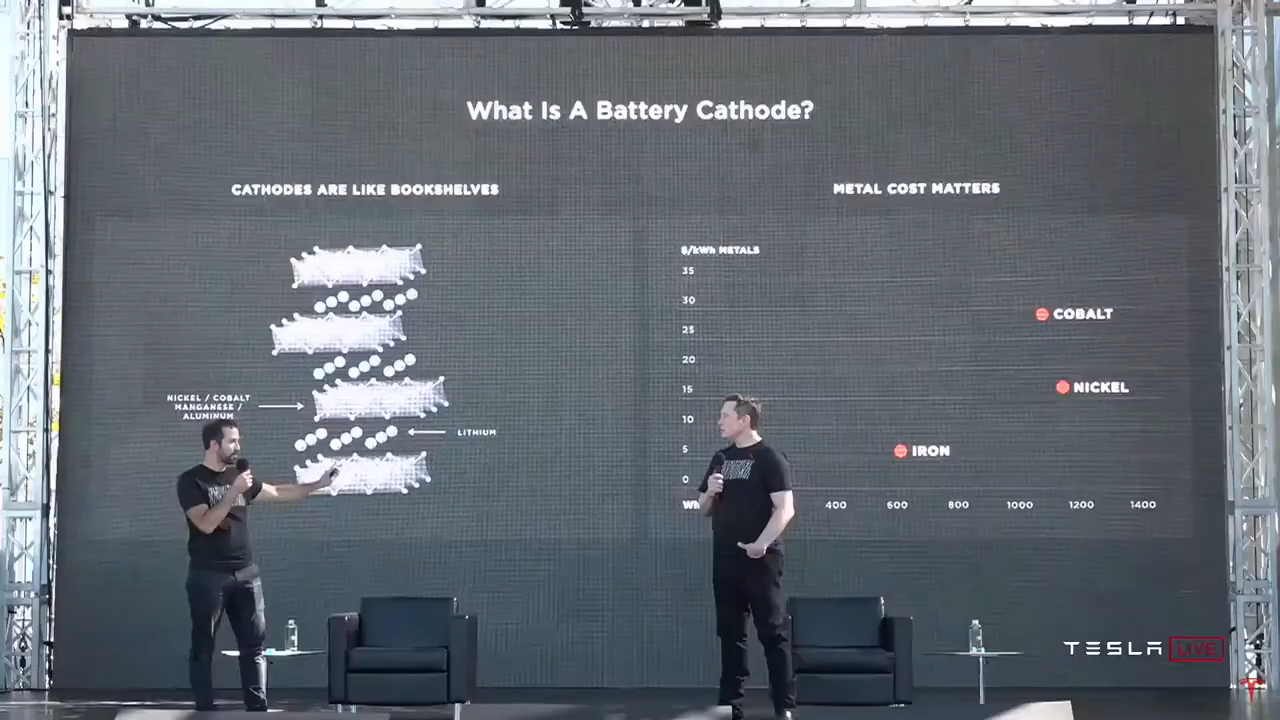 What Is A Battery Cathode?
CATHODES ARE LIKE BOOKSHELVES
NICKEL / COBALT
MANGANESE /
ALUMINUM
LITHIUM
METAL COST MATTERS
$/kWh METALS
35
30
25
20
15
10
5
0
COBALT
NICKEL
IRON
400 600 800 1000 1200 1400
TESLA LIVE